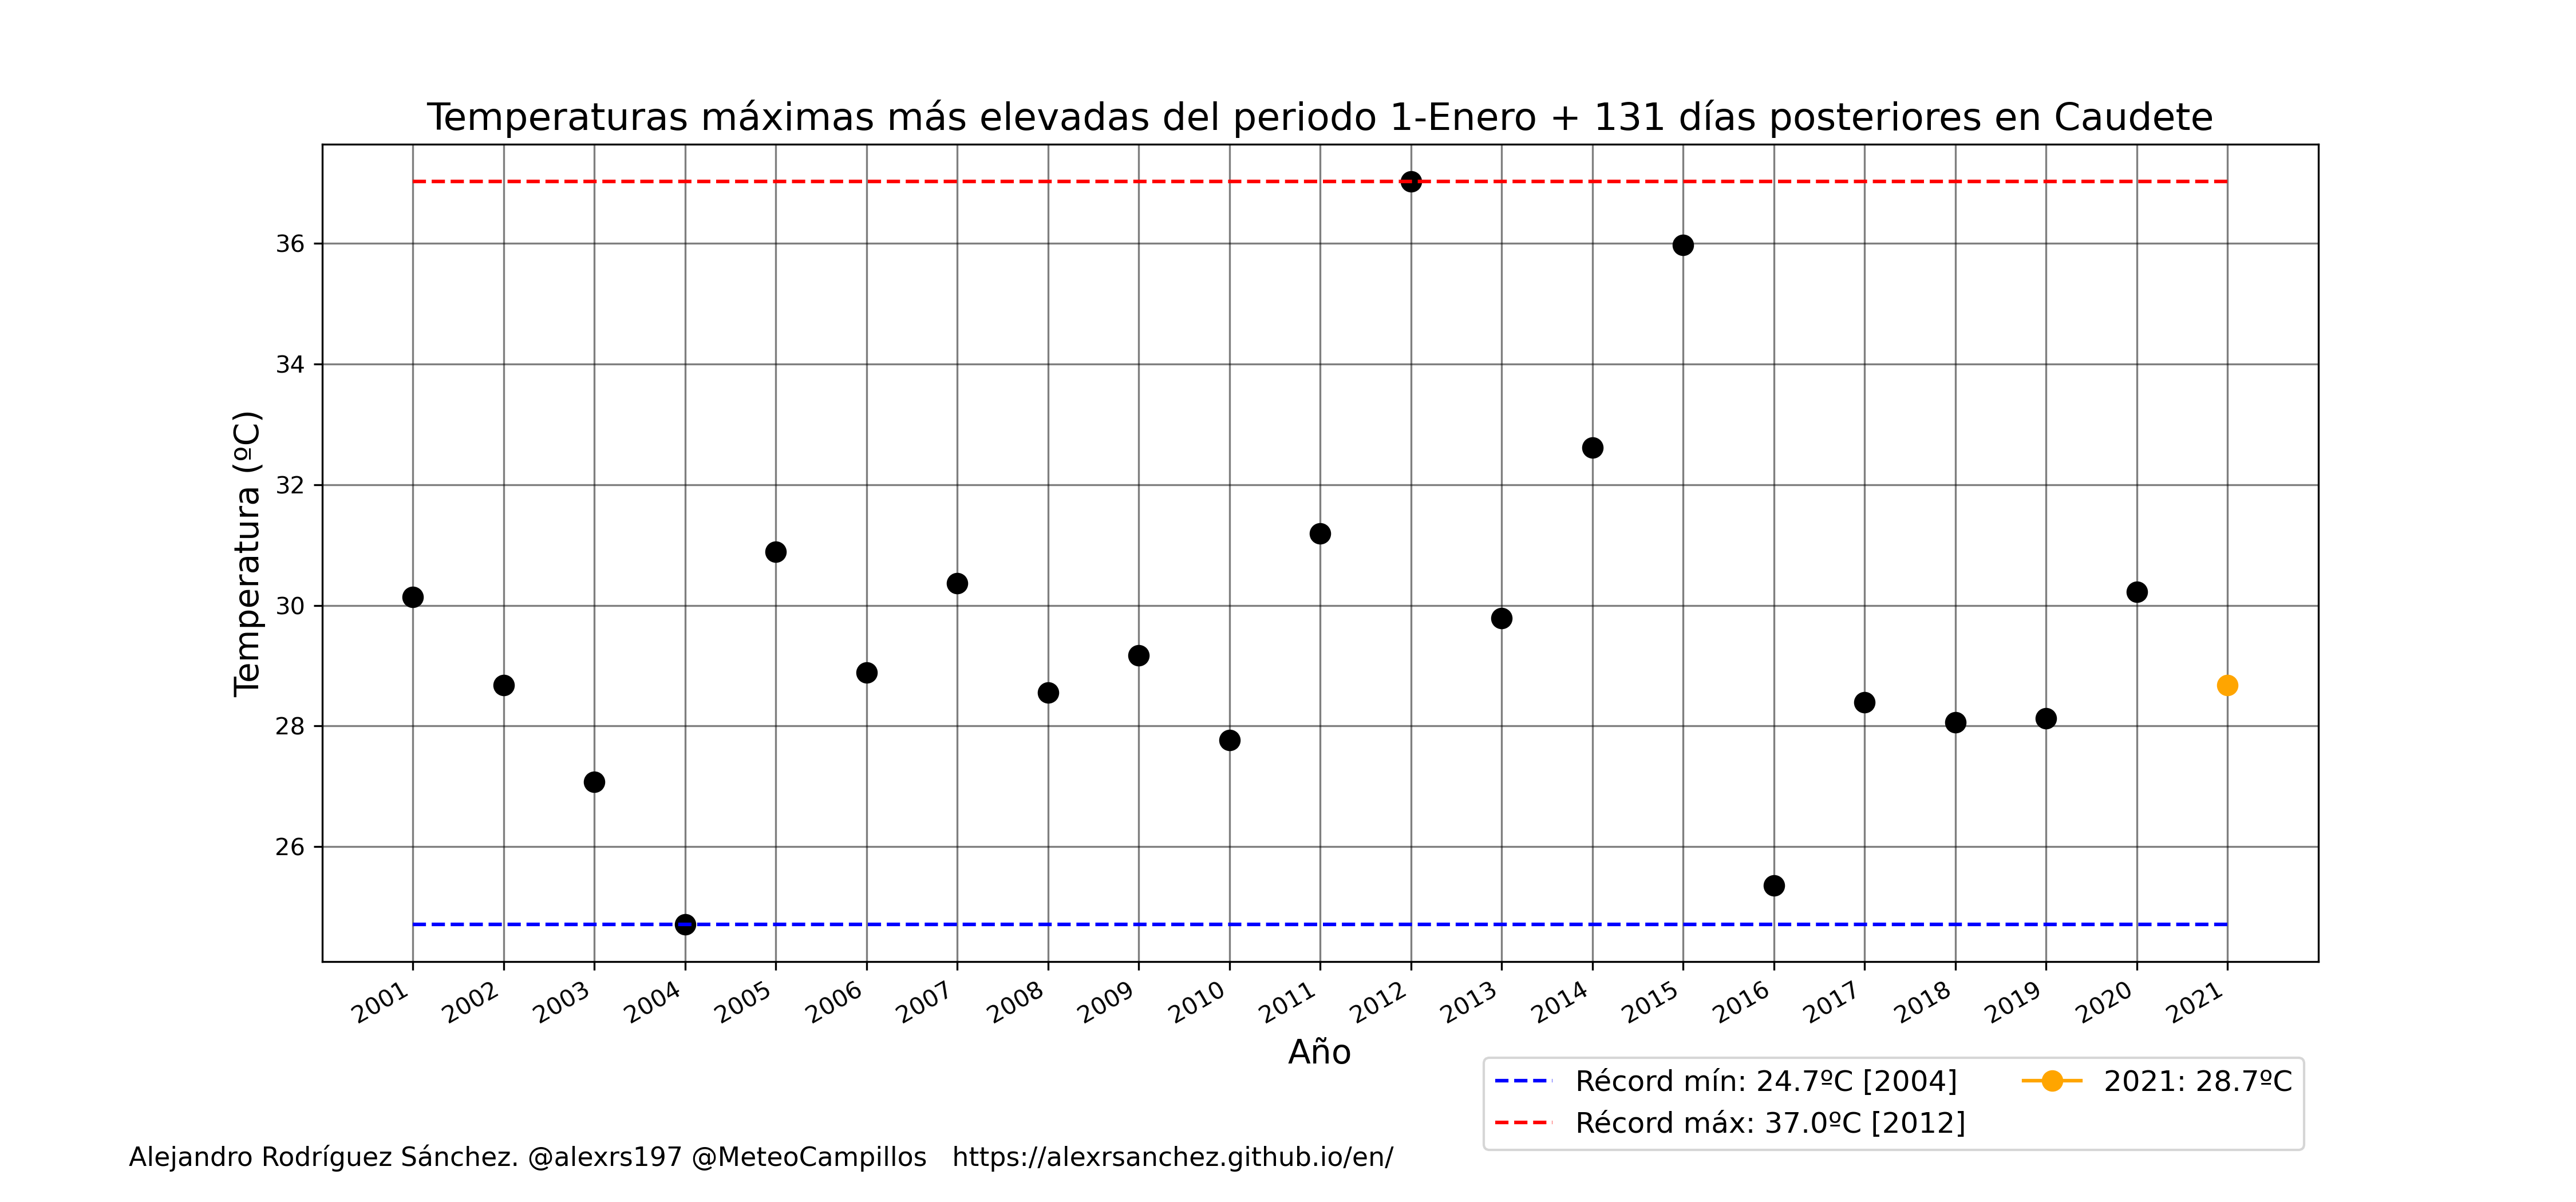 Temperaturas máximas más elevadas del periodo 1-Enero + 131 días posteriores en Caudete
Temperatura (ºC)
36
34
32
30
28
26
2001 2002 2003 2004 2005 2006 2007 2008 2009 2010 2011 2012 2013 2014 2015 2016 2017 2018 2019 2020 2021
Año
Récord mín: 24.7ºC [2004]
Récord máx: 37.0ºC [2012]
2021: 28.7ºC
Alejandro Rodríguez Sánchez. @alexrs197 @MeteoCampillos https://alexrsanchez.github.io/en/